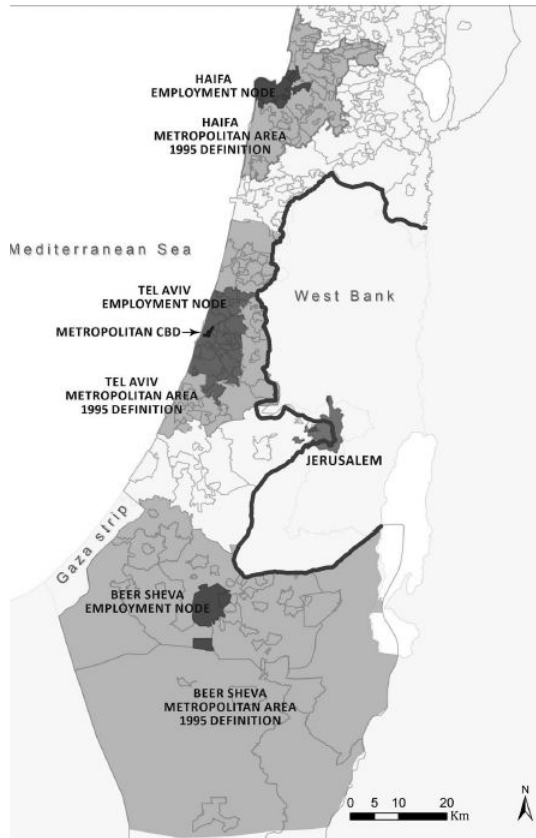 HAIFA
EMPLOYMENT NODE
HAIFA
METROPOLITAN AREA
1995 DEFINITION
Mediterranean Sea
West Bank
TEL AVIV
EMPLOYMENT NODE
METROPOLITAN CBD
TEL AVIV
METROPOLITAN AREA
1995 DEFINITION
JERUSALEM
Gaza strip
BEER SHEVA
EMPLOYMENT NODE
BEER SHEVA
METROPOLITAN AREA
1995 DEFINITION
N
0 5 10 20
Km